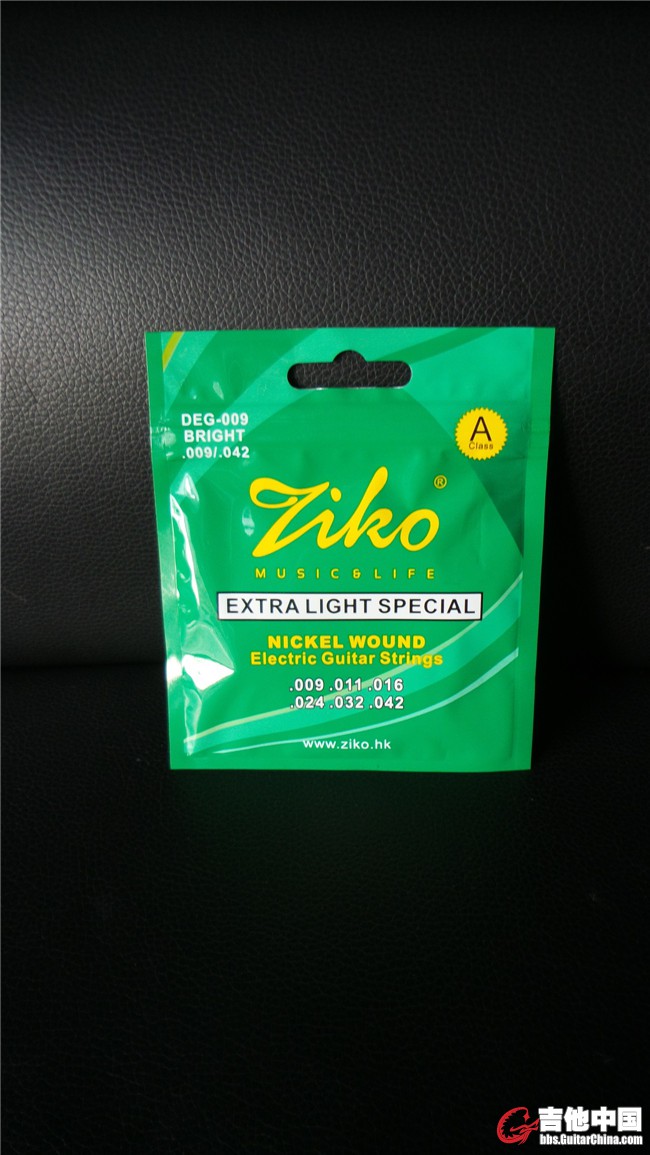 DEG-009
BRIGHT
.009/.042
A
Class
Ziko®
MUSIC & LIFE
EXTRA LIGHT SPECIAL
NICKEL WOUND
Electric Guitar Strings
.009 .011 .016
.024 .032 .042
www.ziko.hk
吉他中国
bbs.GuitarChina.com